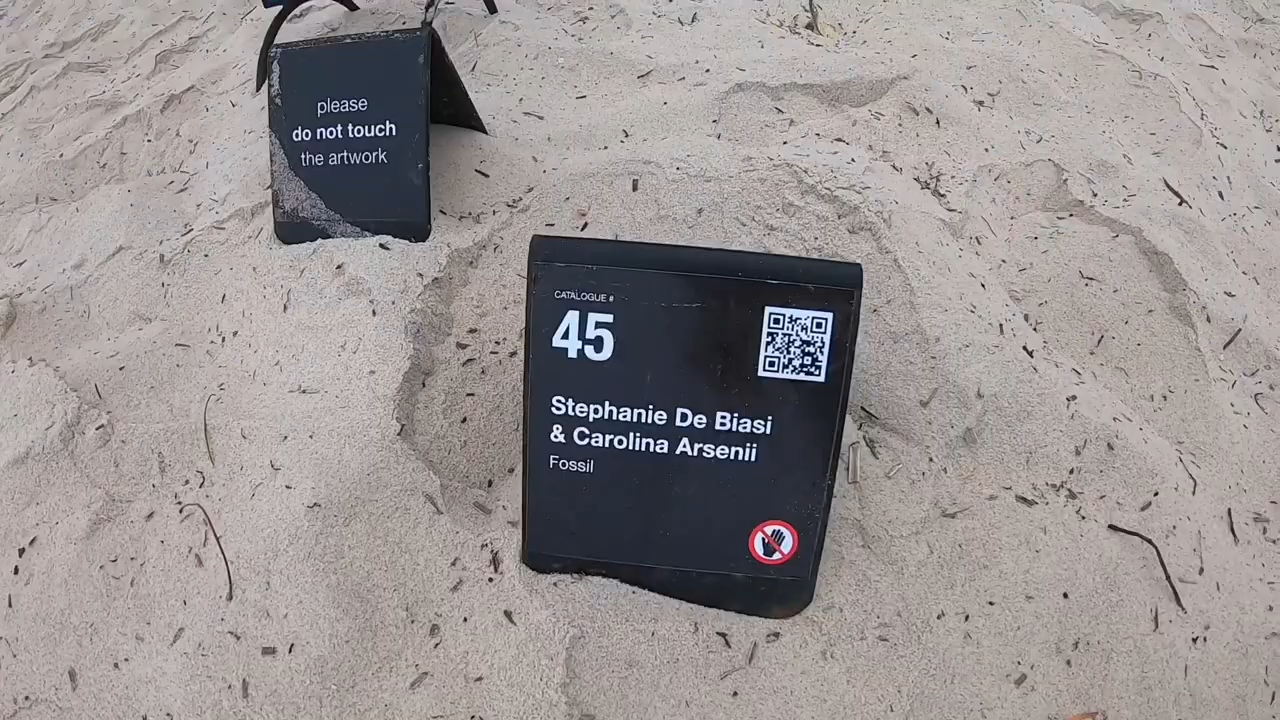 please
do not touch
the artwork
CATALOGUE #
45
Stephanie De Biasi
& Carolina Arsenii
Fossil